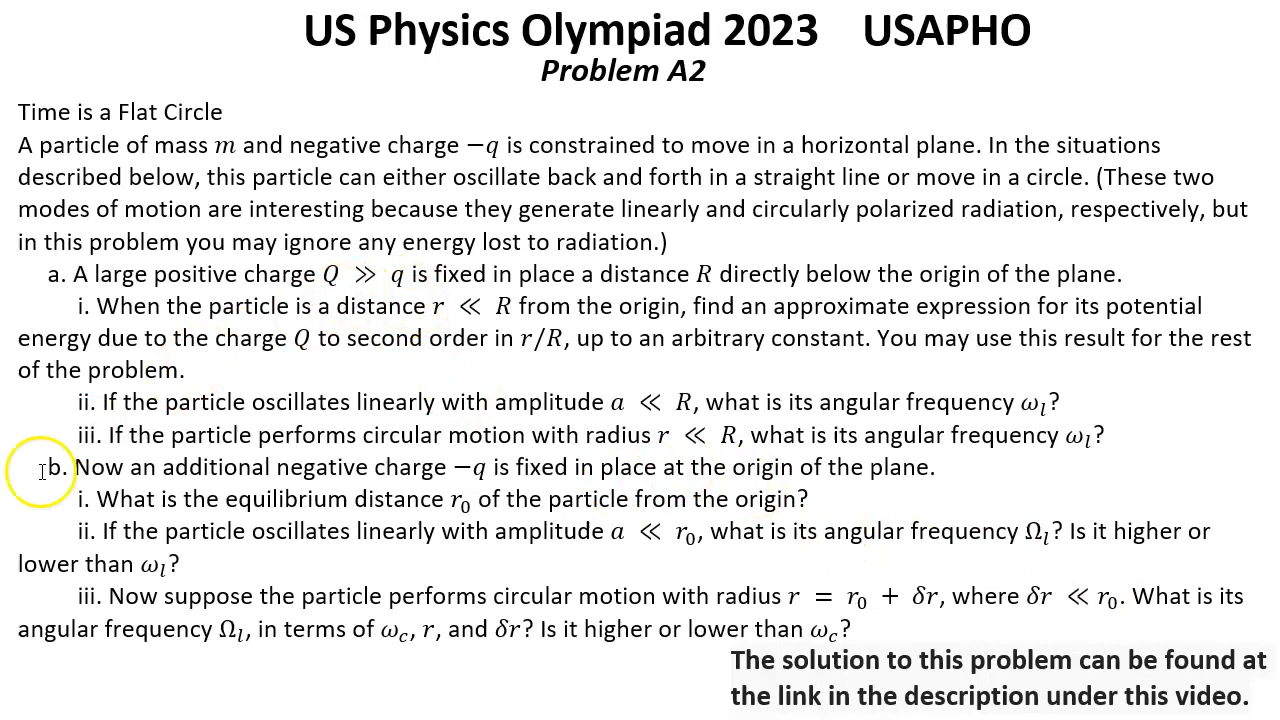 US Physics Olympiad 2023 USAPHO
Problem A2
Time is a Flat Circle
A particle of mass m and negative charge −q is constrained to move in a horizontal plane. In the situations
described below, this particle can either oscillate back and forth in a straight line or move in a circle. (These two
modes of motion are interesting because they generate linearly and circularly polarized radiation, respectively, but
in this problem you may ignore any energy lost to radiation.)
a. A large positive charge Q ≫ q is fixed in place a distance R directly below the origin of the plane.
i. When the particle is a distance r ≪ R from the origin, find an approximate expression for its potential
energy due to the charge Q to second order in r/R, up to an arbitrary constant. You may use this result for the rest
of the problem.
ii. If the particle oscillates linearly with amplitude a ≪ R, what is its angular frequency ωₗ?
iii. If the particle performs circular motion with radius r ≪ R, what is its angular frequency ωₗ?
b. Now an additional negative charge −q is fixed in place at the origin of the plane.
i. What is the equilibrium distance r₀ of the particle from the origin?
ii. If the particle oscillates linearly with amplitude a ≪ r₀, what is its angular frequency Ωₗ? Is it higher or
lower than ωₗ?
iii. Now suppose the particle performs circular motion with radius r = r₀ + δr, where δr ≪ r₀. What is its
angular frequency Ωₗ, in terms of ω_c, r, and δr? Is it higher or lower than ω_c?
The solution to this problem can be found at
the link in the description under this video.